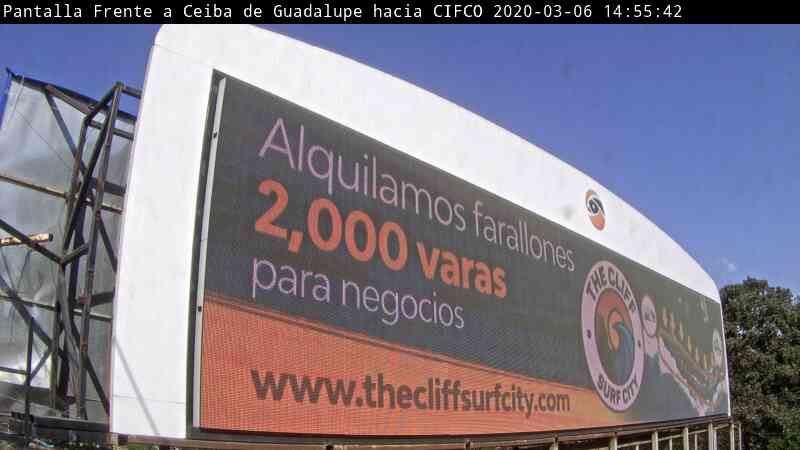 Pantalla Frente a Ceiba de Guadalupe hacia CIFCO 2020-03-06 14:55:42
Alquilamos farallones
2,000 varas
para negocios
www.thecliffsurfcity.com
THE CLIFF
SURF CITY